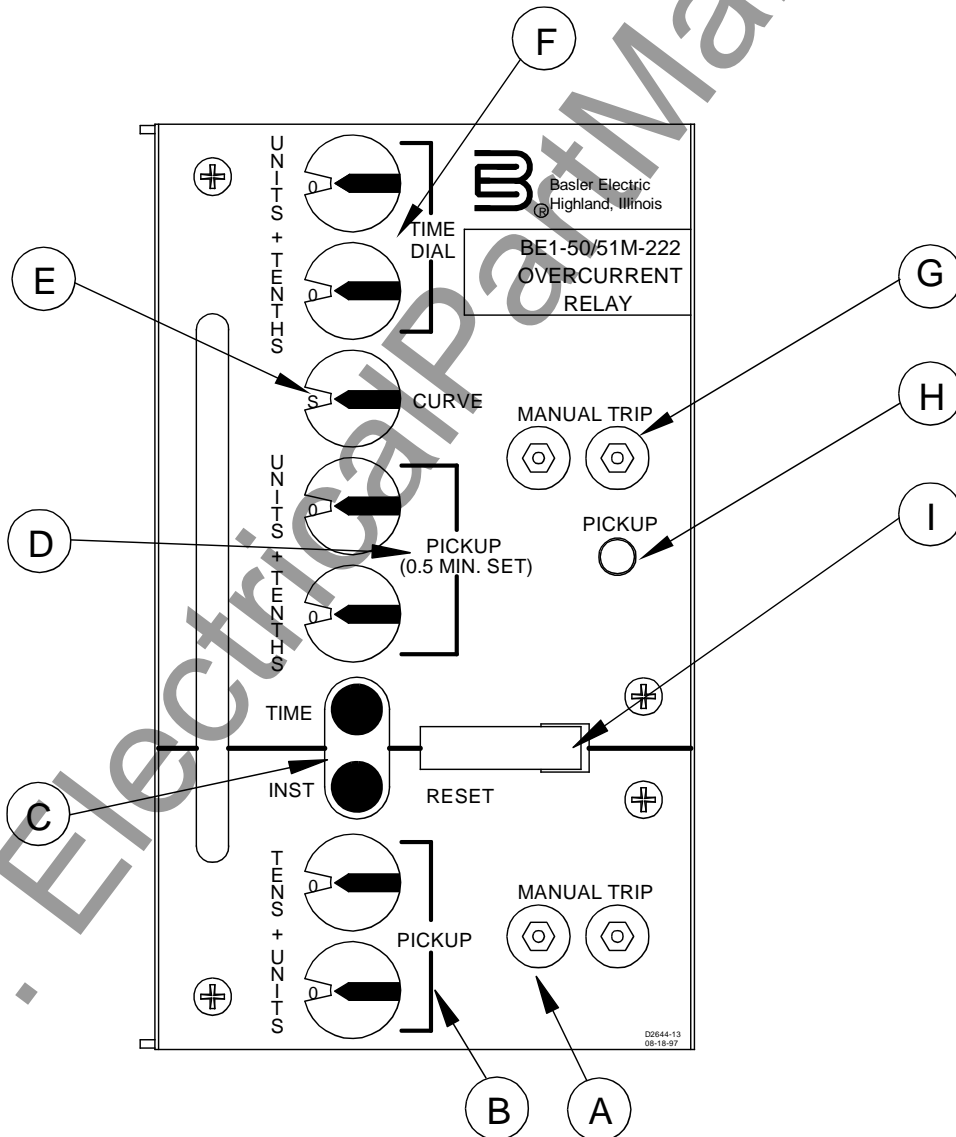 F
UNITS + TENTHS
0
TIME
DIAL
0
Basler Electric
Highland, Illinois
®
BE1-50/51M-222
OVERCURRENT
RELAY
E
G
S
CURVE
MANUAL TRIP
H
UNITS + TENTHS
0
D
PICKUP
(0.5 MIN. SET)
PICKUP
I
0
TIME
INST
RESET
C
TENS + UNITS
0
PICKUP
MANUAL TRIP
0
D2644-13
08-18-97
B
A
. ElectricalPartMa